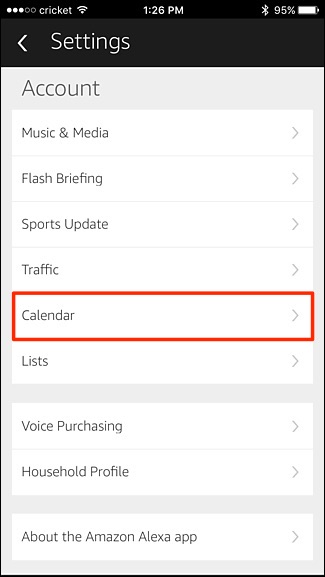 cricket 1:26 PM 95%
Settings
Account
Music & Media
Flash Briefing
Sports Update
Traffic
Calendar
Lists
Voice Purchasing
Household Profile
About the Amazon Alexa app